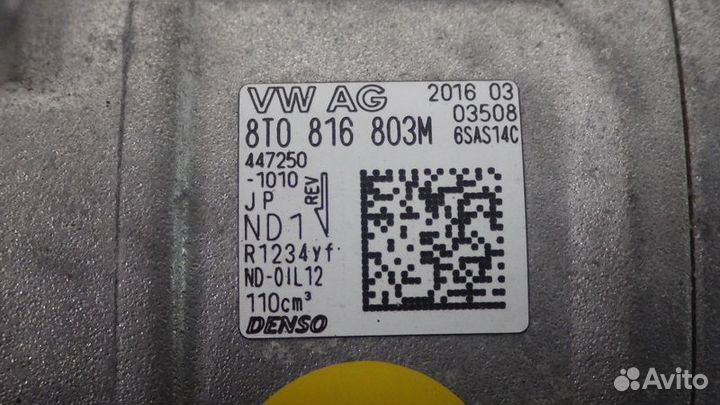 VW AG 2016 03
03508
8T0 816 803M 6SAS14C
447250
-1010
JP REV
ND1
R1234yf
ND-OIL12
110cm³
DENSO
Avito